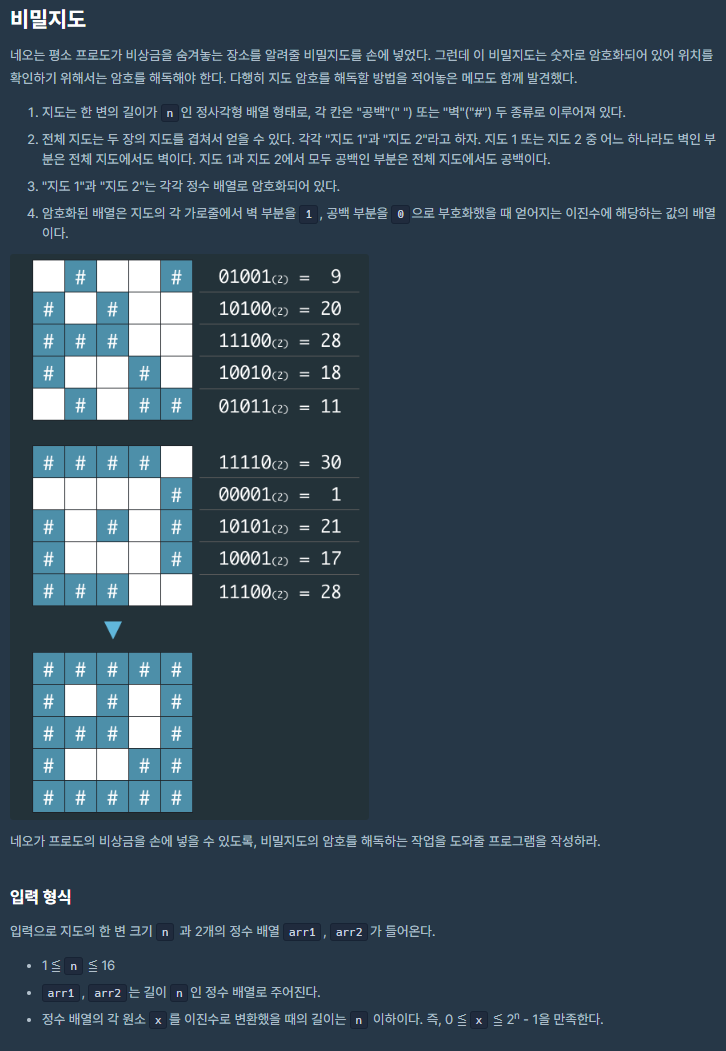 비밀지도
네오는 평소 프로도가 비상금을 숨겨놓는 장소를 알려줄 비밀지도를 손에 넣었다. 그런데 이 비밀지도는 숫자로 암호화되어 있어 위치를
확인하기 위해서는 암호를 해독해야 한다. 다행히 지도 암호를 해독할 방법을 적어놓은 메모도 함께 발견했다.
1. 지도는 한 변의 길이가 n 인 정사각형 배열 형태로, 각 칸은 "공백"(" ") 또는 "벽"("#") 두 종류로 이루어져 있다.
2. 전체 지도는 두 장의 지도를 겹쳐서 얻을 수 있다. 각각 "지도 1"과 "지도 2"라고 하자. 지도 1 또는 지도 2 중 어느 하나라도 벽인 부
분은 전체 지도에서도 벽이다. 지도 1과 지도 2에서 모두 공백인 부분은 전체 지도에서도 공백이다.
3. "지도 1"과 "지도 2"는 각각 정수 배열로 암호화되어 있다.
4. 암호화된 배열은 지도의 각 가로줄에서 벽 부분을 1 , 공백 부분을 0 으로 부호화했을 때 얻어지는 이진수에 해당하는 값의 배열
이다.
# # 01001(2) = 9
# # 10100(2) = 20
# # # 11100(2) = 28
# # 10010(2) = 18
# # # 01011(2) = 11
# # # # 11110(2) = 30
# 00001(2) = 1
# # # 10101(2) = 21
# # 10001(2) = 17
# # # 11100(2) = 28
▼
# # # # #
# # #
# # # #
# # #
# # # # #
네오가 프로도의 비상금을 손에 넣을 수 있도록, 비밀지도의 암호를 해독하는 작업을 도와줄 프로그램을 작성하라.
입력 형식
입력으로 지도의 한 변 크기 n 과 2개의 정수 배열 arr1 , arr2 가 들어온다.
• 1 ≦ n ≦ 16
• arr1 , arr2 는 길이 n 인 정수 배열로 주어진다.
• 정수 배열의 각 원소 x 를 이진수로 변환했을 때의 길이는 n 이하이다. 즉, 0 ≦ x ≦ 2ⁿ - 1을 만족한다.